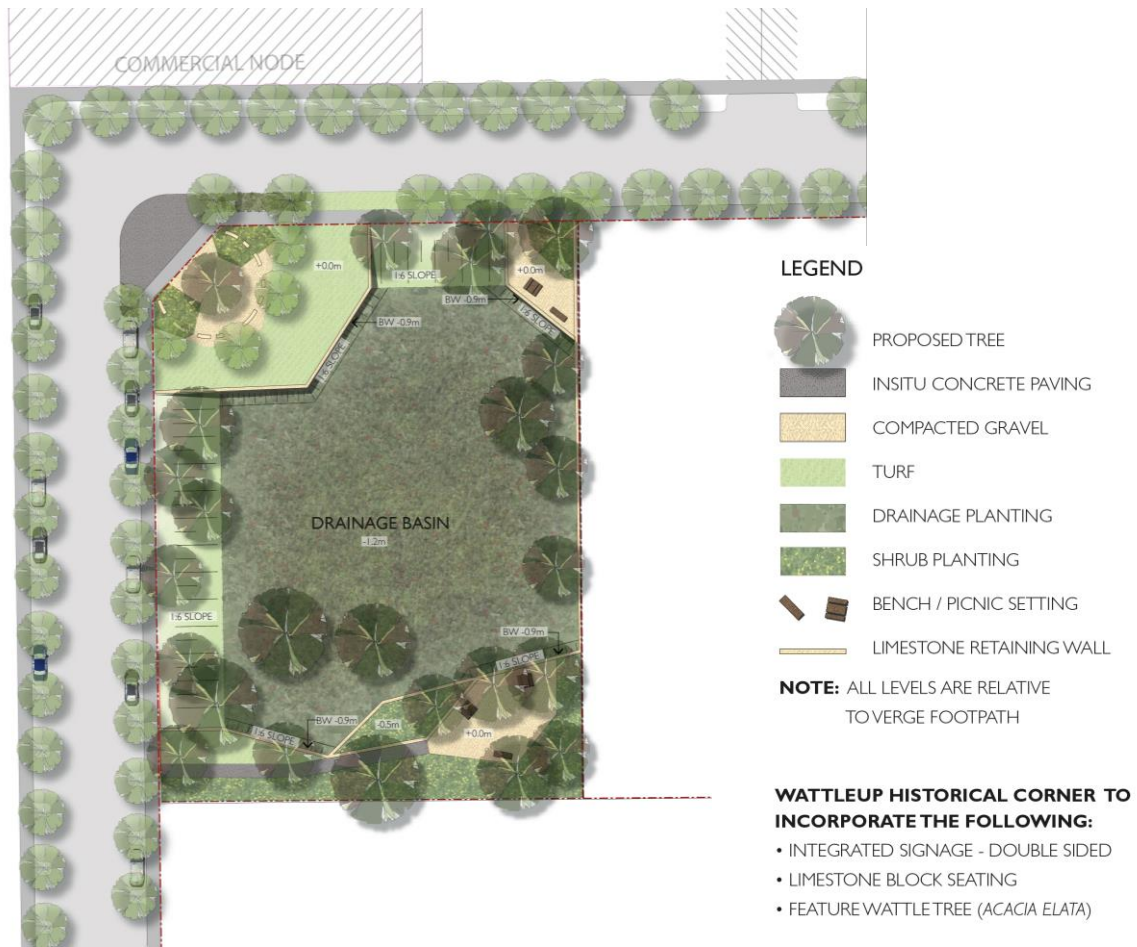 COMMERCIAL NODE
+0.0m
1:6 SLOPE
+0.0m
BW -0.9m
1:6 SLOPE
BW -0.9m
1:6 SLOPE
DRAINAGE BASIN
-1.2m
1:6 SLOPE
BW -0.9m
1:6 SLOPE
BW -0.9m
1:6 SLOPE
-0.5m
+0.0m
LEGEND
PROPOSED TREE
INSITU CONCRETE PAVING
COMPACTED GRAVEL
TURF
DRAINAGE PLANTING
SHRUB PLANTING
BENCH / PICNIC SETTING
LIMESTONE RETAINING WALL
NOTE: ALL LEVELS ARE RELATIVE
TO VERGE FOOTPATH
WATTLEUP HISTORICAL CORNER TO
INCORPORATE THE FOLLOWING:
• INTEGRATED SIGNAGE - DOUBLE SIDED
• LIMESTONE BLOCK SEATING
• FEATURE WATTLE TREE (ACACIA ELATA)